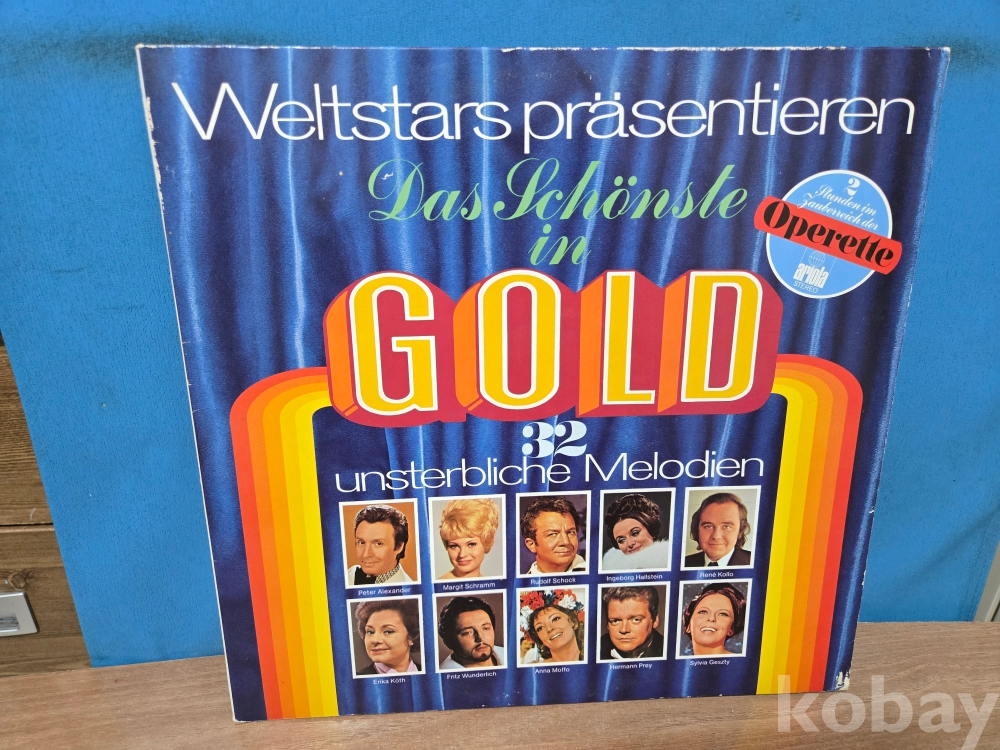 Weltstars präsentieren
Das Schönste
in
GOLD
2
Stunden im
Zauberreich der
Operette
ariola
STEREO
32
unsterbliche Melodien
Peter Alexander
Margit Schramm
Rudolf Schock
Ingeborg Hallstein
René Kollo
Erika Köth
Fritz Wunderlich
Anna Moffo
Hermann Prey
Sylvia Geszty
kobay